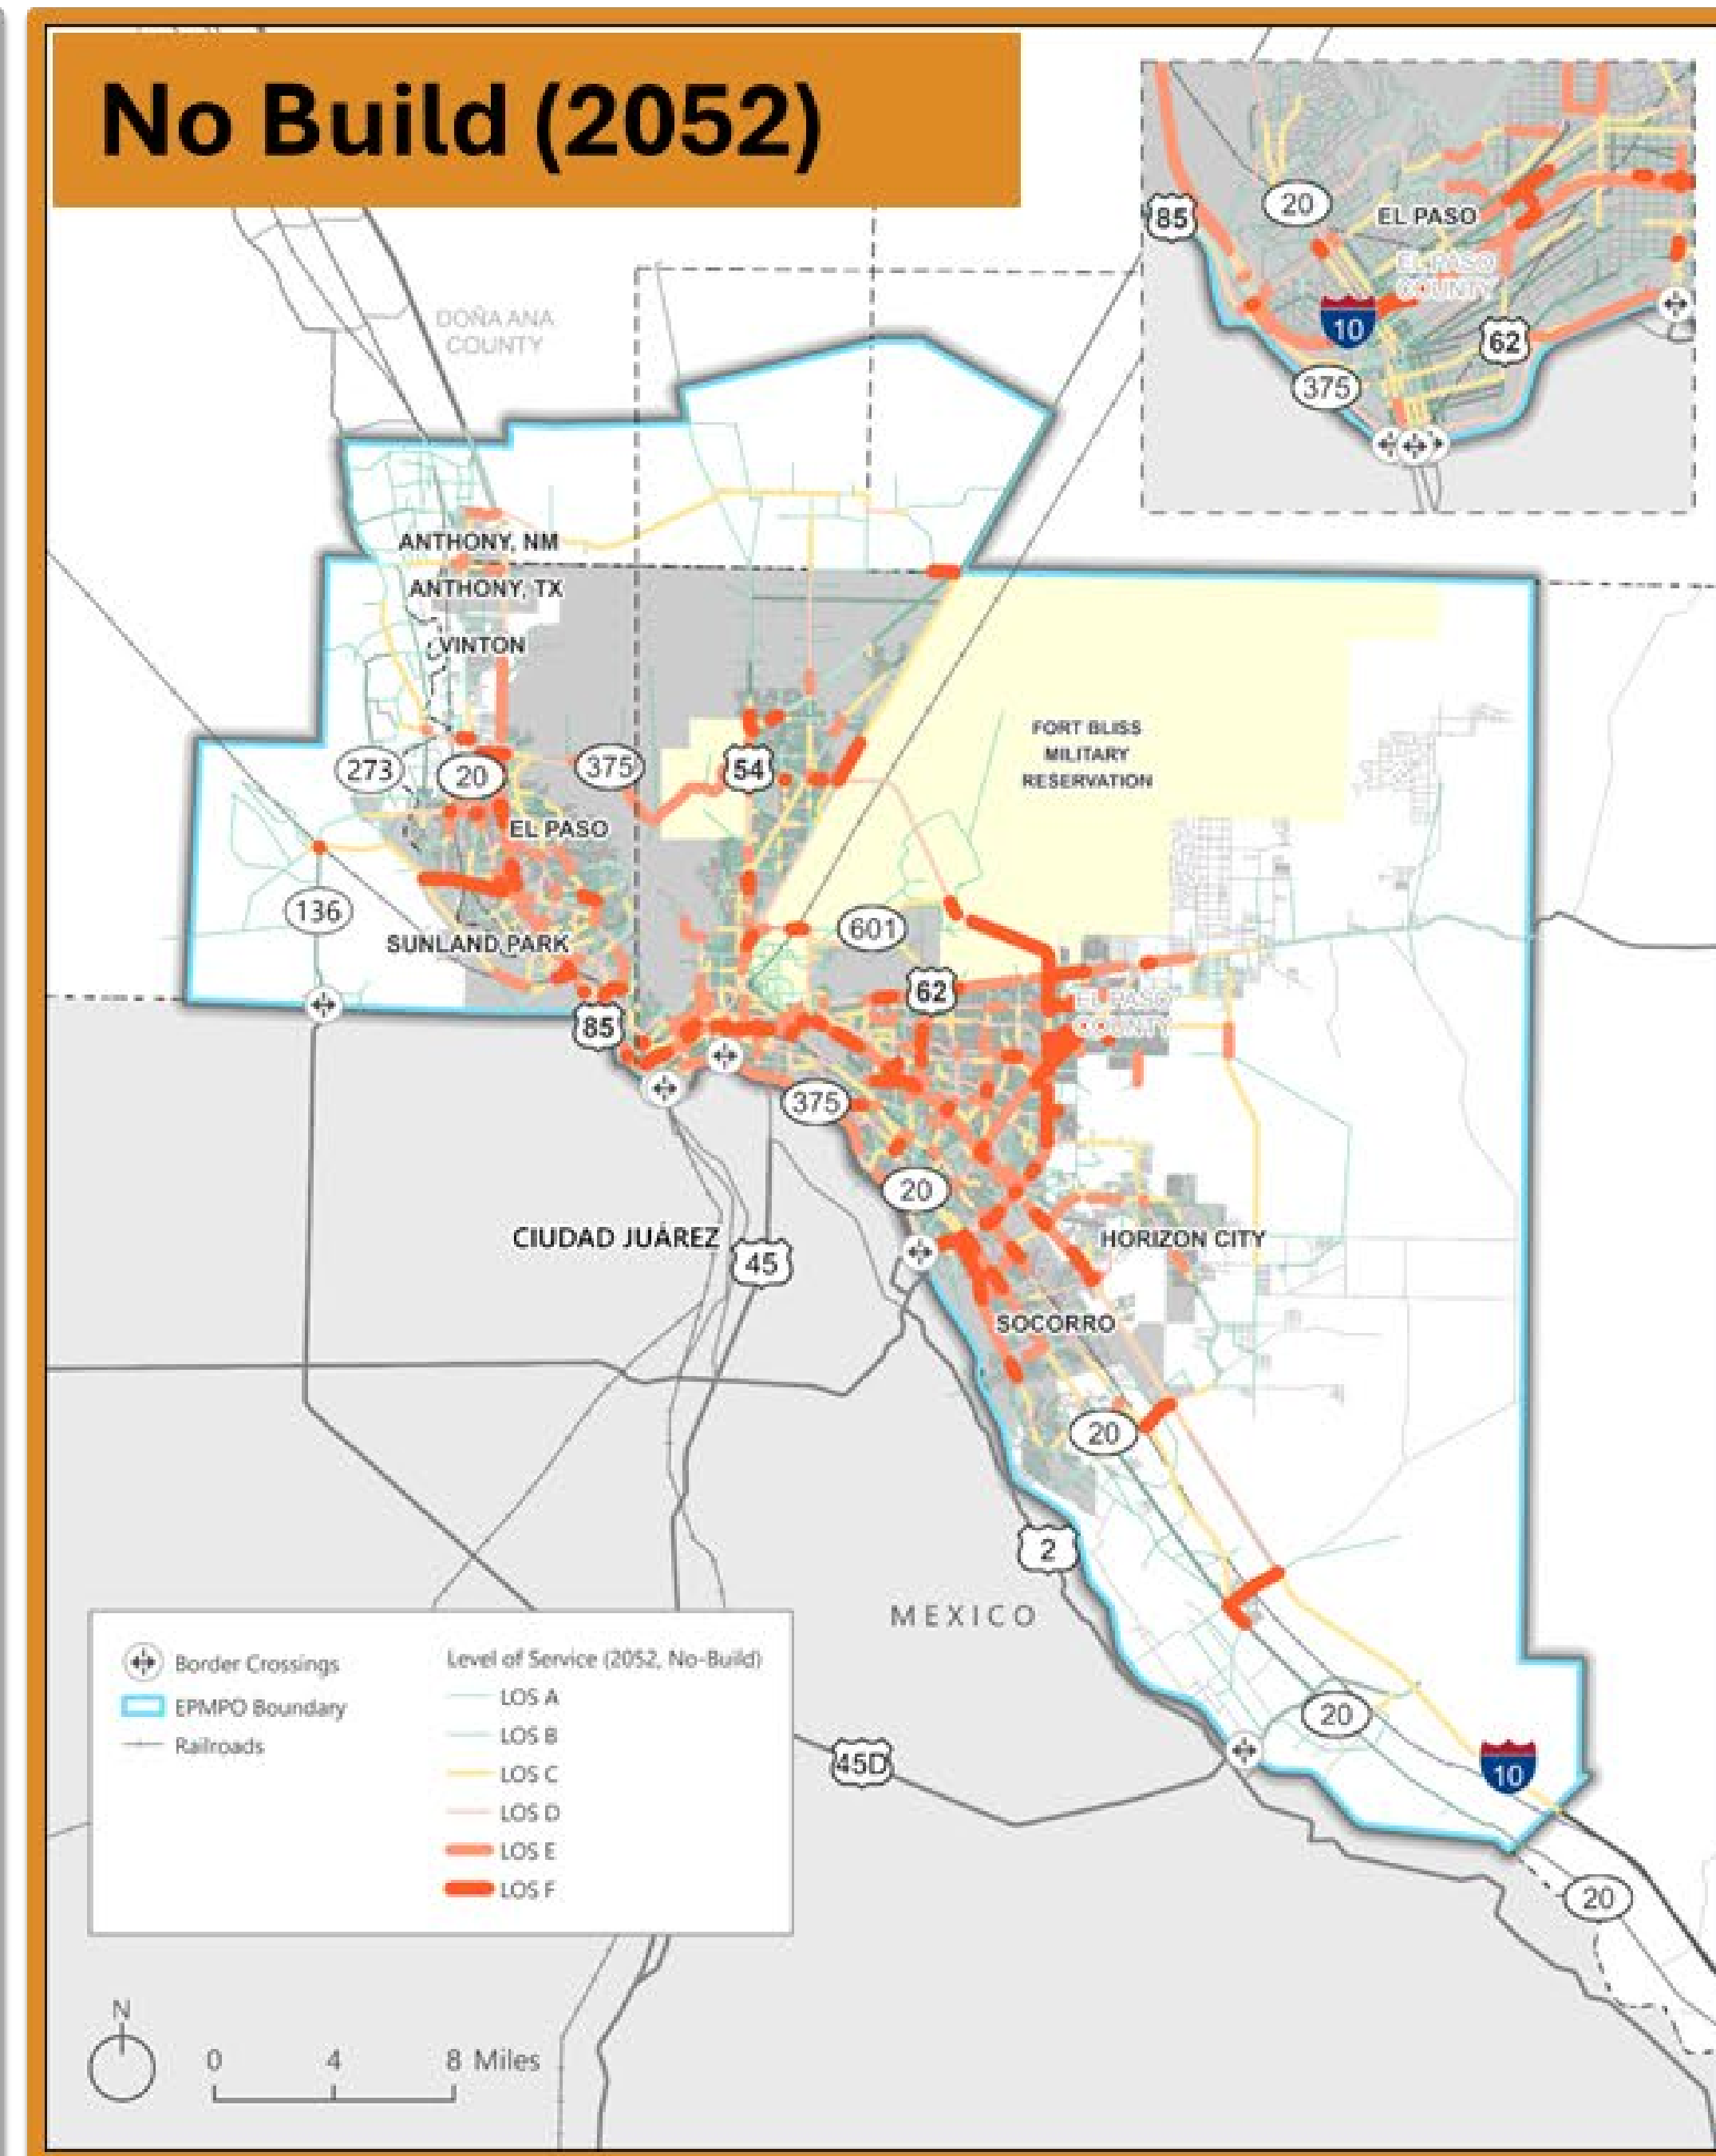 No Build (2052)
85
20
EL PASO
EL PASO
COUNTY
10
62
375
DOÑA ANA
COUNTY
ANTHONY, NM
ANTHONY, TX
VINTON
FORT BLISS
MILITARY
RESERVATION
273
20
375
54
EL PASO
136
601
SUNLAND PARK
62
EL PASO
COUNTY
85
375
20
CIUDAD JUÁREZ
45
HORIZON CITY
SOCORRO
20
2
MEXICO
20
45D
10
20
Border Crossings
EPMPO Boundary
Railroads
Level of Service (2052, No-Build)
LOS A
LOS B
LOS C
LOS D
LOS E
LOS F
N
0 4 8 Miles